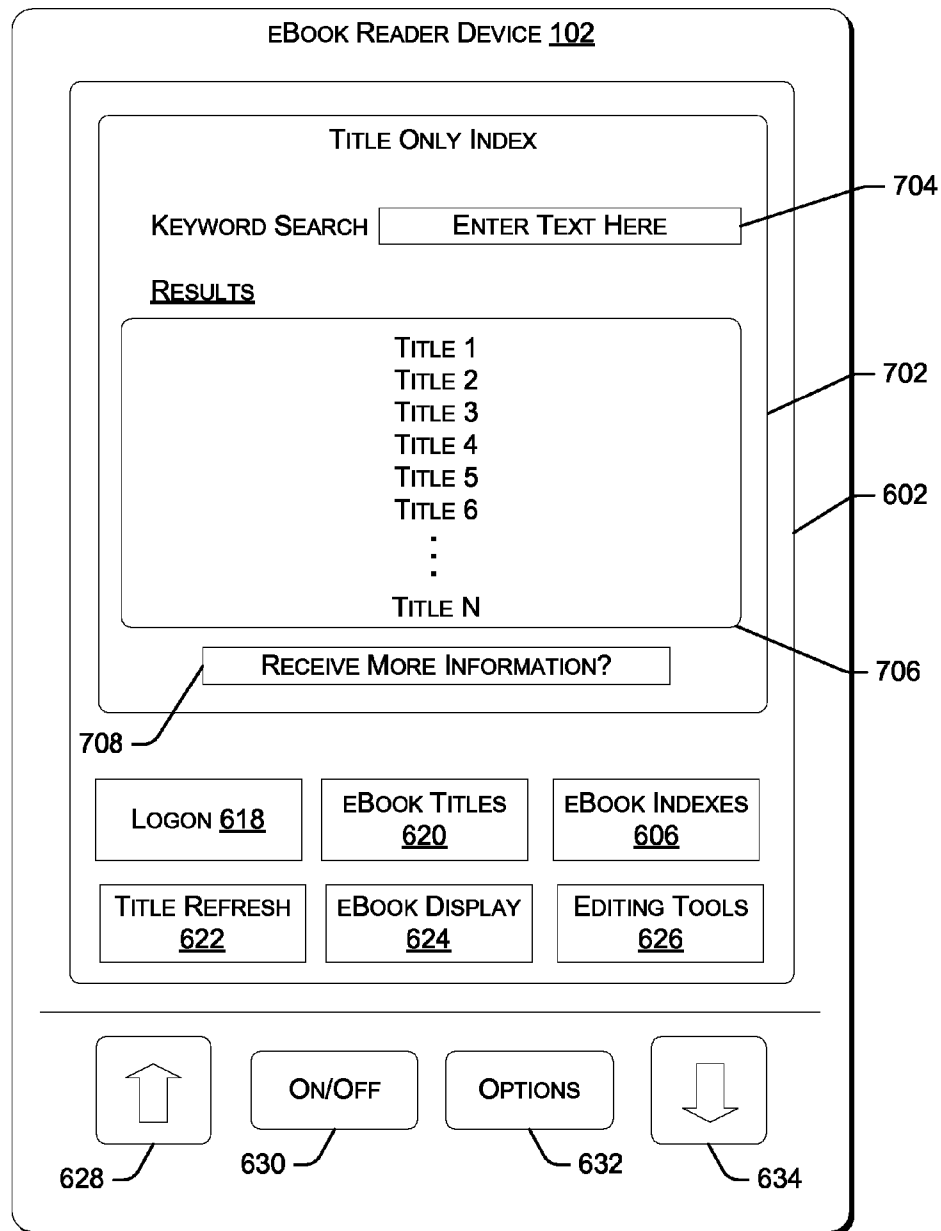 eBook Reader Device 102
Title Only Index
704
Keyword Search Enter Text Here
Results
Title 1
Title 2
Title 3
Title 4
Title 5
Title 6
.
.
.
Title N
702
602
706
Receive More Information?
708
Logon 618
eBook Titles
620
eBook Indexes
606
Title Refresh
622
eBook Display
624
Editing Tools
626
On/Off
Options
628
630
632
634